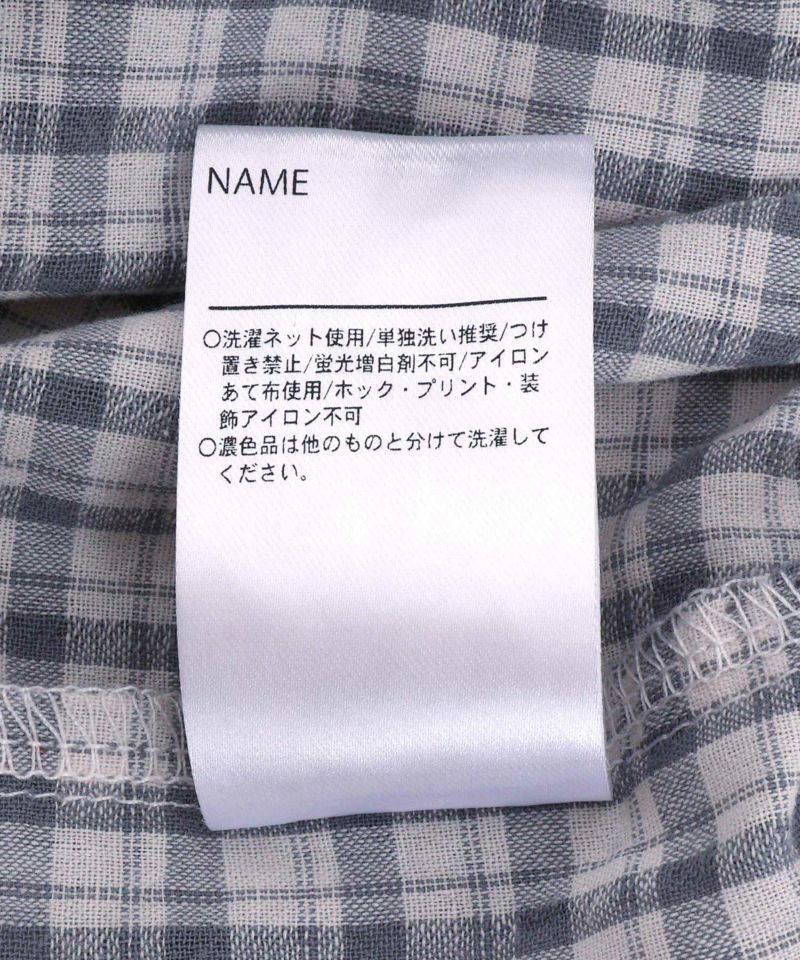 NAME
○洗濯ネット使用/単独洗い推奨/つけ
置き禁止/蛍光増白剤不可/アイロン
あて布使用/ホック・プリント・装
飾アイロン不可
○濃色品は他のものと分けて洗濯して
ください。